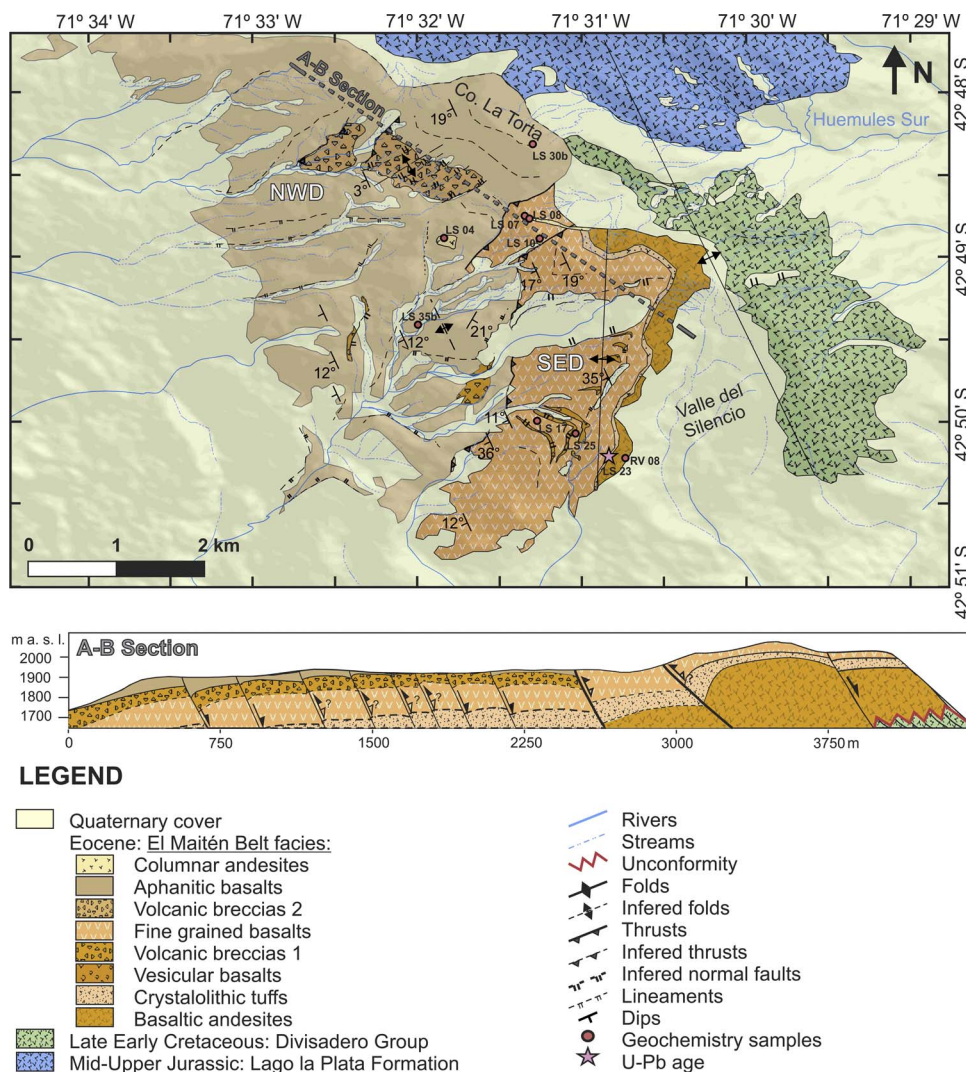 71° 34' W 71° 33' W 71° 32' W 71° 31' W 71° 30' W 71° 29' W
A-B Section
N
42° 48' S
Co. La Torta
19°
Huemules Sur
LS 30b
NWD
3°
LS 08
LS 07
LS 04
LS 10
42° 49' S
17°
19°
LS 35b
12°
21°
SED
12°
35°
Valle del
Silencio
11°
S 17
42° 50' S
LS 25
36°
RV 08
LS 23
12°
0 1 2 km
42° 51' S
m a. s. l.
A-B Section
2000
1900
1800
1700
? ? ? ? ?
0 750 1500 2250 3000 3750 m
LEGEND
Quaternary cover
Eocene: El Maitén Belt facies:
Columnar andesites
Aphanitic basalts
Volcanic breccias 2
Fine grained basalts
Volcanic breccias 1
Vesicular basalts
Crystalolithic tuffs
Basaltic andesites
Late Early Cretaceous: Divisadero Group
Mid-Upper Jurassic: Lago la Plata Formation
Rivers
Streams
Unconformity
Folds
Infered folds
Thrusts
Infered thrusts
Infered normal faults
Lineaments
Dips
Geochemistry samples
U-Pb age